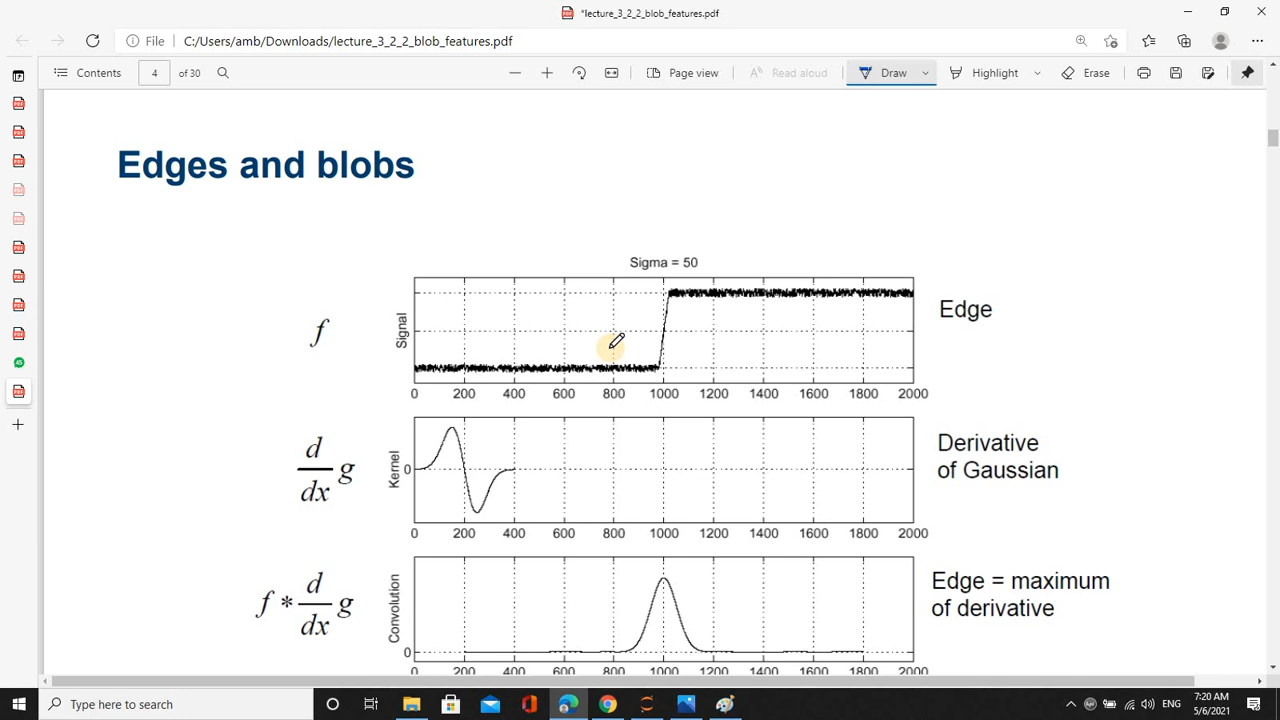 *lecture_3_2_2_blob_features.pdf
File C:/Users/amb/Downloads/lecture_3_2_2_blob_features.pdf
Contents 4 of 30 Page view Read aloud Draw Highlight Erase
Edges and blobs
Sigma = 50
f
Signal
Edge
0 200 400 600 800 1000 1200 1400 1600 1800 2000
d
dx g
Kernel
0
Derivative
of Gaussian
0 200 400 600 800 1000 1200 1400 1600 1800 2000
f * d
dx g
Convolution
0
Edge = maximum
of derivative
0 200 400 600 800 1000 1200 1400 1600 1800 2000
Type here to search
ENG
7:20 AM
5/6/2021